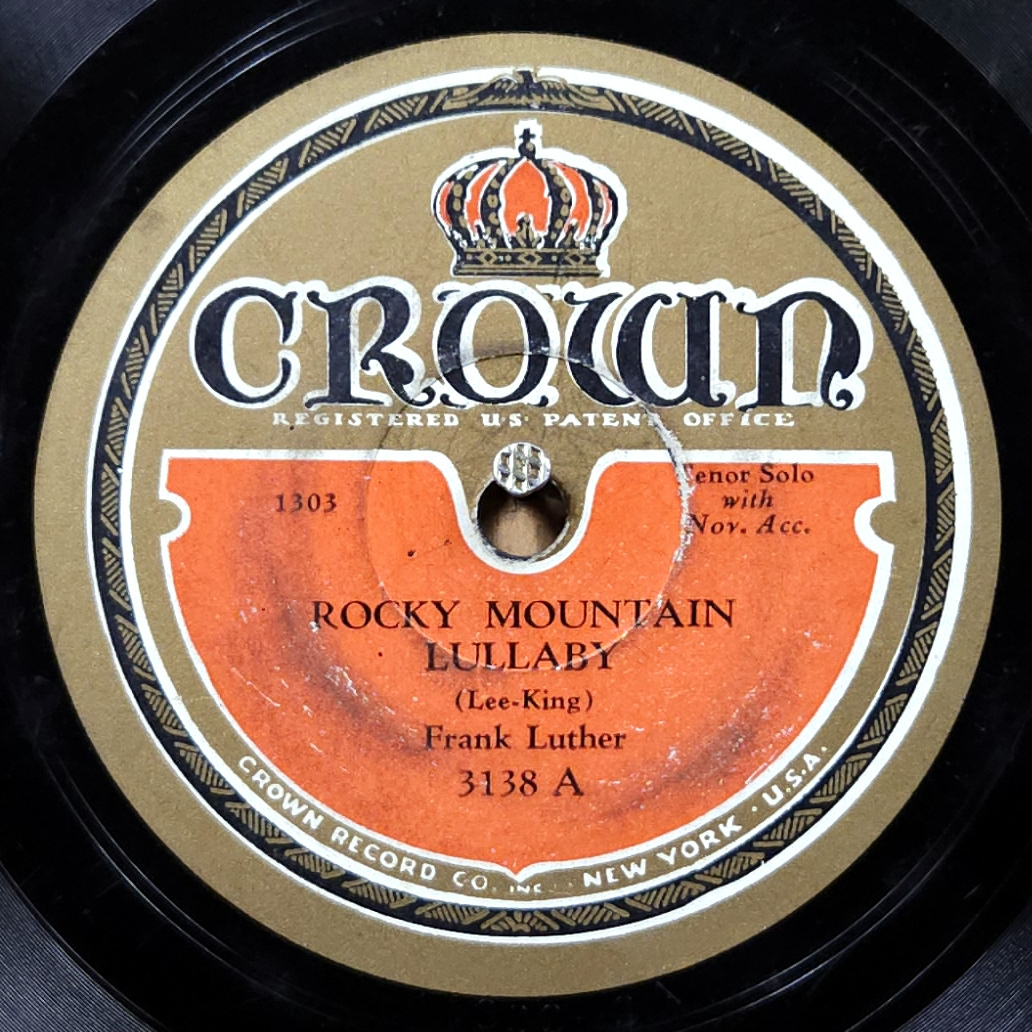 CROWN
REGISTERED U·S· PATENT OFFICE
1303
Tenor Solo
with
Nov. Acc.
ROCKY MOUNTAIN
LULLABY
(Lee-King)
Frank Luther
3138 A
CROWN RECORD CO. INC. · NEW YORK · U.S.A.